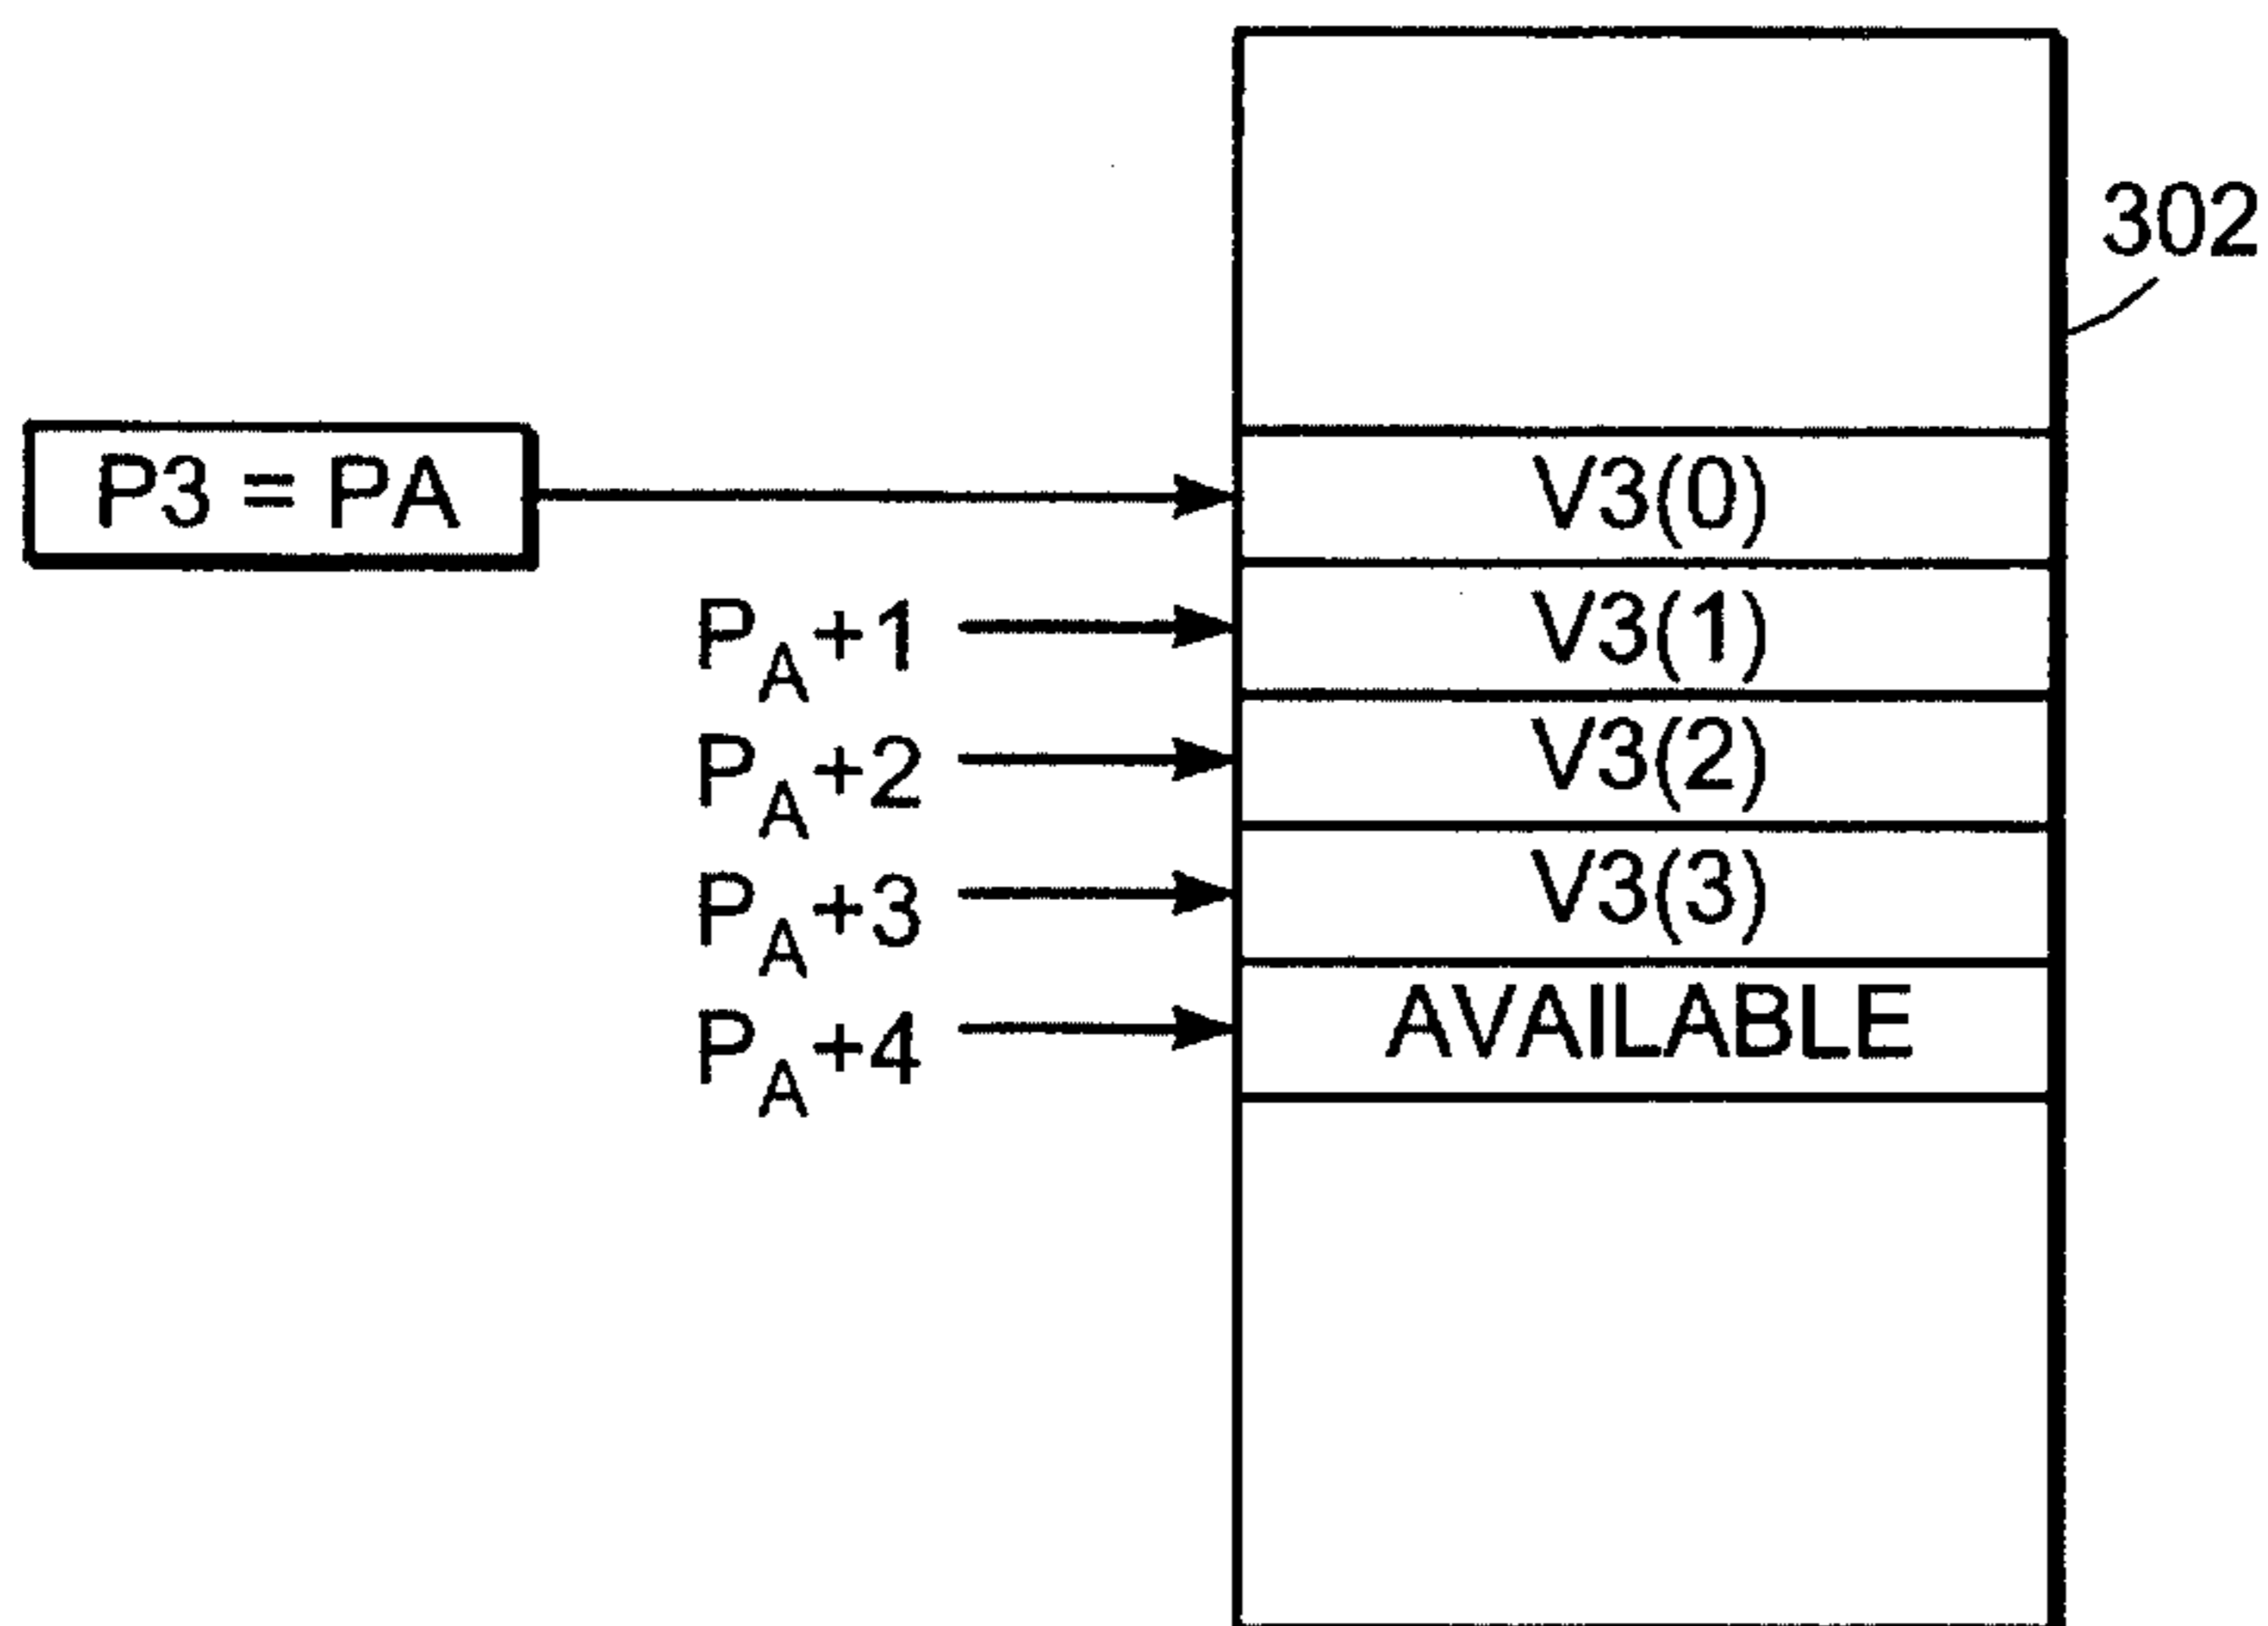 302
P3 = PA
V3(0)
PA+1
V3(1)
PA+2
V3(2)
PA+3
V3(3)
PA+4
AVAILABLE